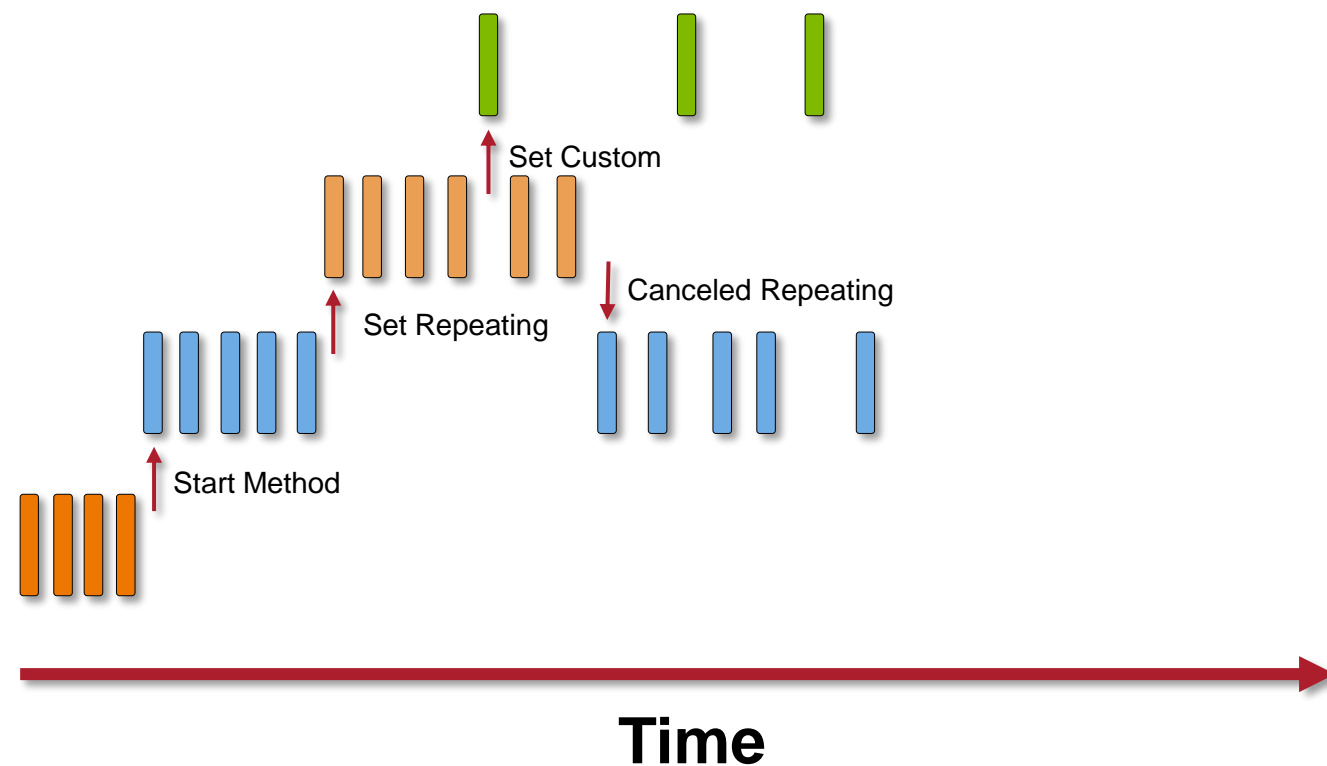 Set Custom
Canceled Repeating
Set Repeating
Start Method
Time